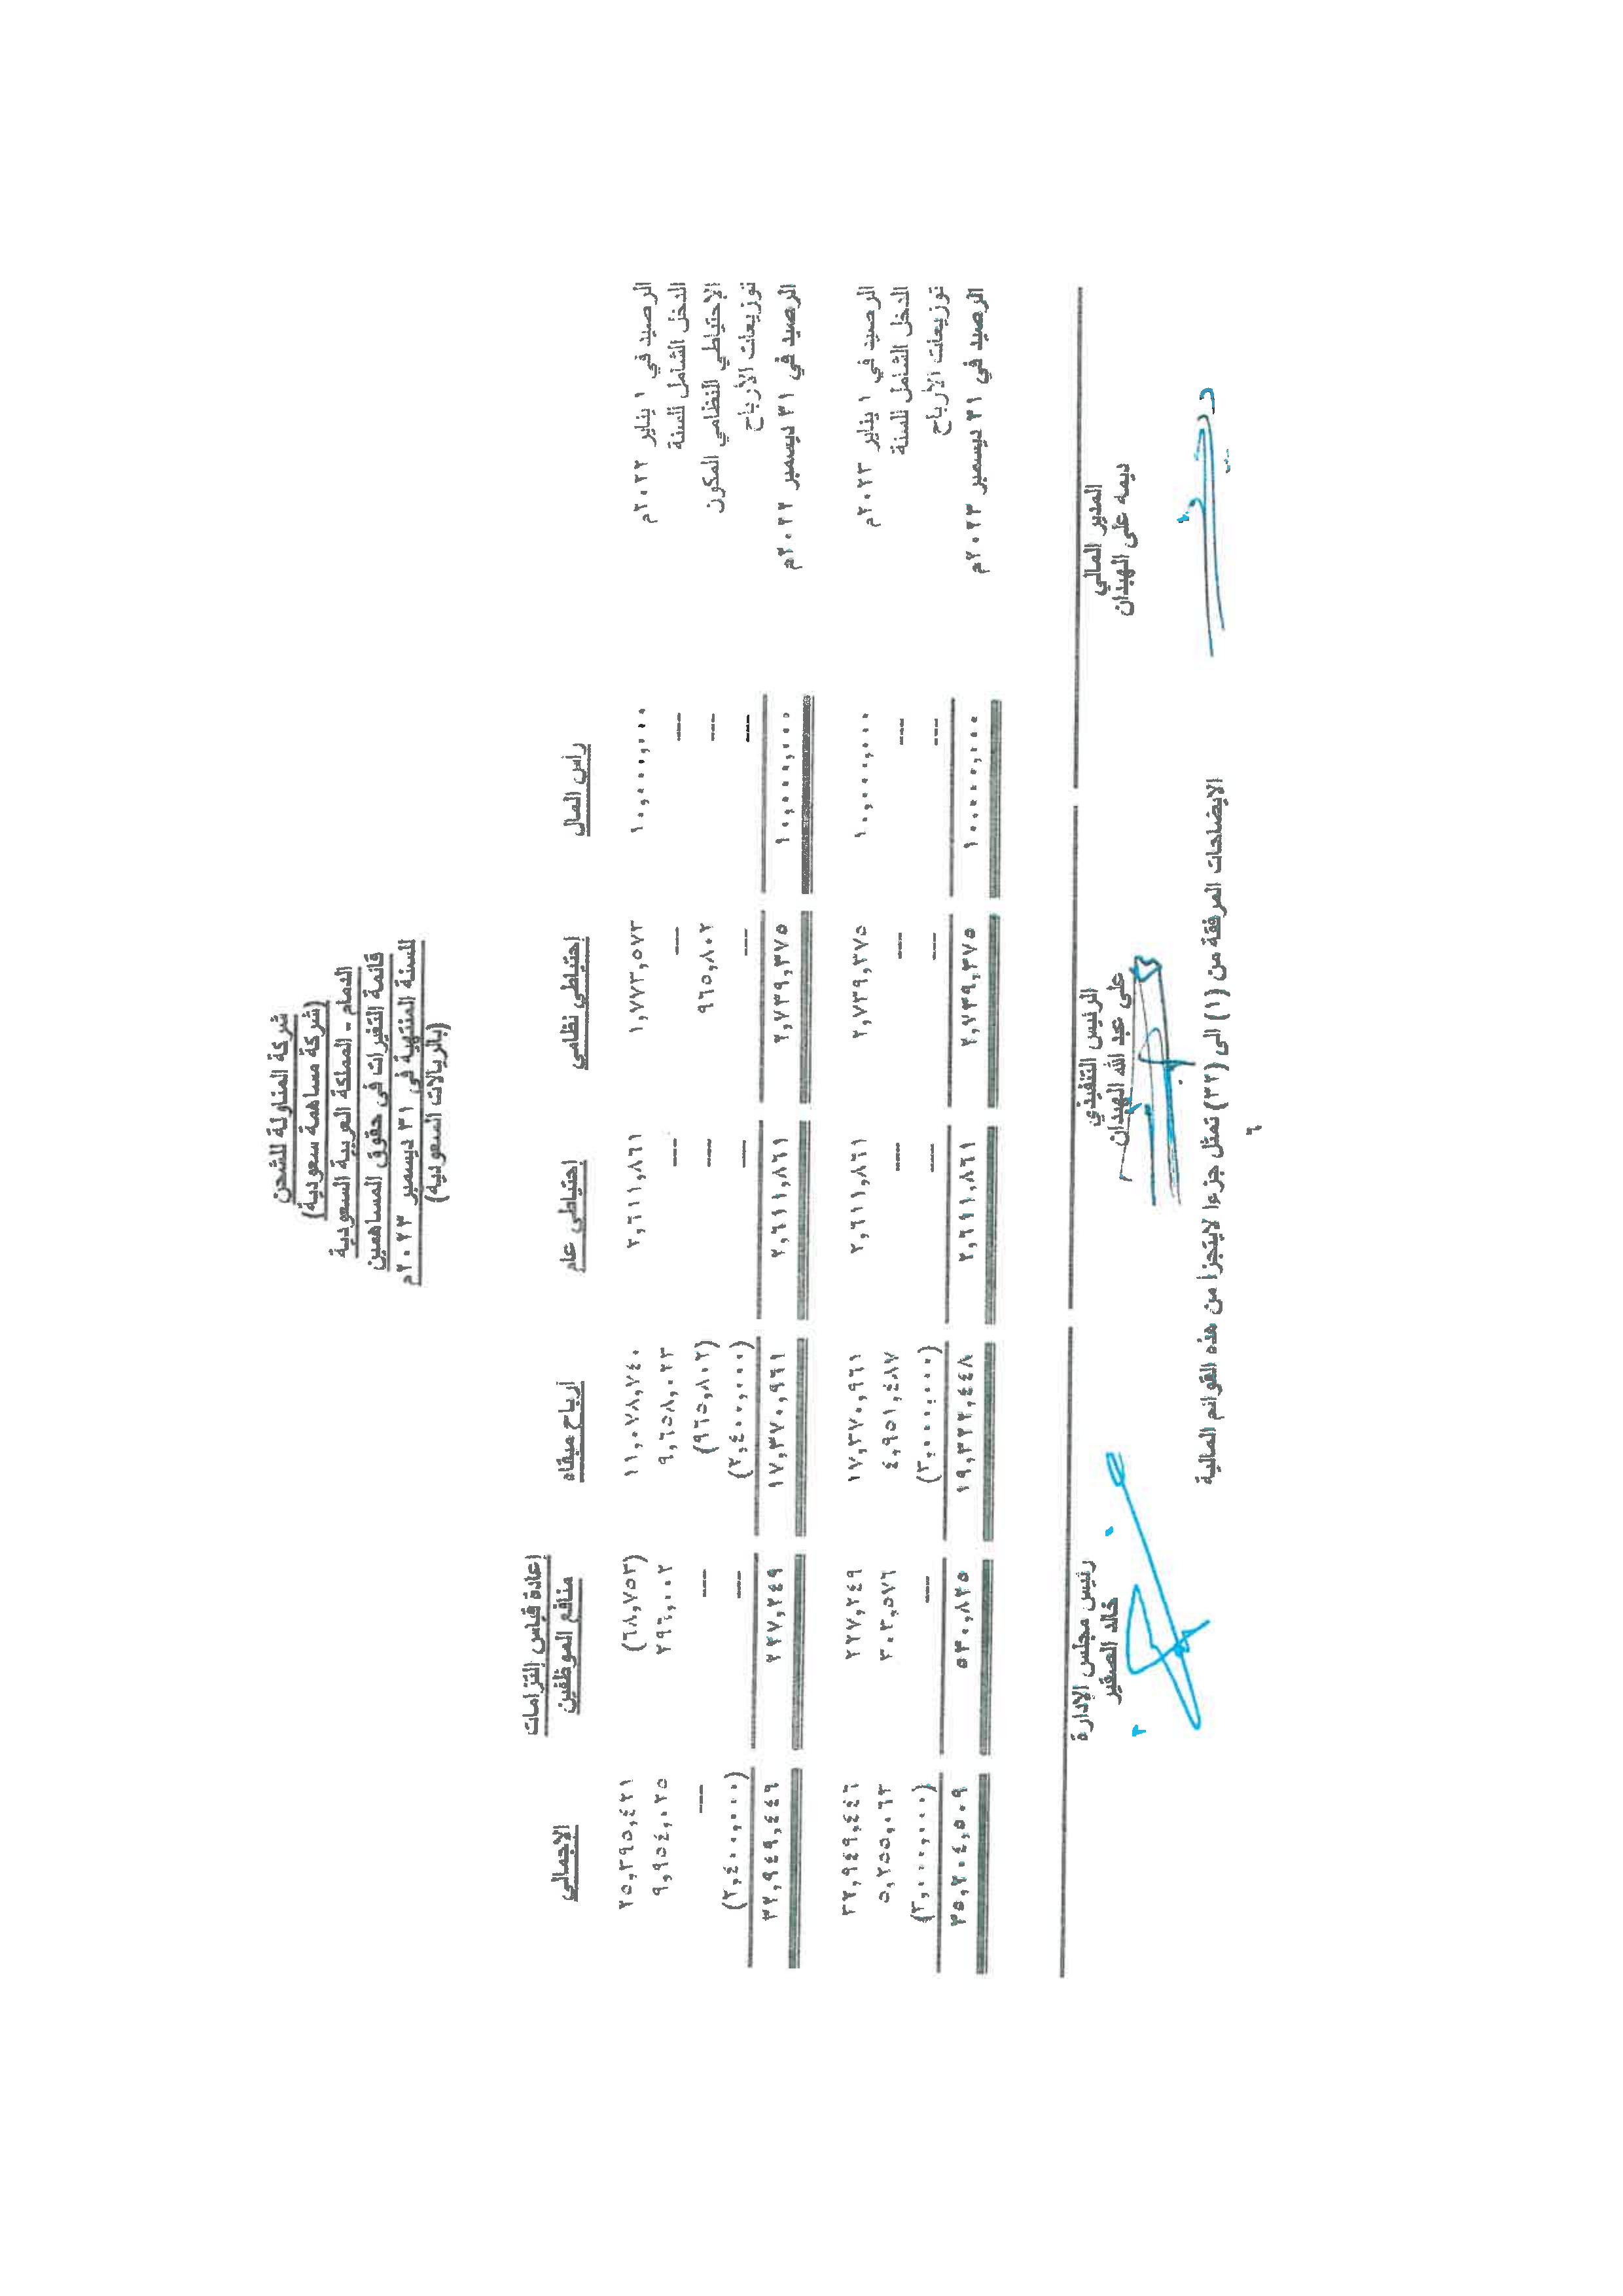 شركة المناولة للشحن
(شركة مساهمة سعودية)
الدمام - المملكة العربية السعودية
قائمة التغيرات في حقوق المساهمين
للسنة المنتهية في ٣١ ديسمبر ٢٠٢٣م
(بالريالات السعودية)
رأس المال إحتياطي نظامي إحتياطي عام أرباح مبقاه إعادة قياس إلتزامات منافع الموظفين الاجمالي
الرصيد في ١ يناير ٢٠٢٢م ١٠,٠٠٠,٠٠٠ ١,٧٧٣,٥٧٣ ٢,٦١١,٨٦١ ١١,٠٧٨,٧٤٠ (٦٨,٧٥٣) ٢٥,٣٩٥,٤٢١
الدخل الشامل للسنة --- --- --- ٩,٦٥٨,٠٢٣ ٢٩٦,٠٠٢ ٩,٩٥٤,٠٢٥
الإحتياطي النظامي المكون --- ٩٦٥,٨٠٢ --- (٩٦٥,٨٠٢) --- ---
توزيعات الأرباح --- --- --- (٢,٤٠٠,٠٠٠) --- (٢,٤٠٠,٠٠٠)
الرصيد في ٣١ ديسمبر ٢٠٢٢م ١٠,٠٠٠,٠٠٠ ٢,٧٣٩,٣٧٥ ٢,٦١١,٨٦١ ١٧,٣٧٠,٩٦١ ٢٢٧,٢٤٩ ٣٢,٩٤٩,٤٤٦
الرصيد في ١ يناير ٢٠٢٣م ١٠,٠٠٠,٠٠٠ ٢,٧٣٩,٣٧٥ ٢,٦١١,٨٦١ ١٧,٣٧٠,٩٦١ ٢٢٧,٢٤٩ ٣٢,٩٤٩,٤٤٦
الدخل الشامل للسنة --- --- --- ٤,٩٥١,٤٨٧ ٣٠٣,٥٧٦ ٥,٢٥٥,٠٦٣
توزيعات الأرباح --- --- --- (٣,٠٠٠,٠٠٠) --- (٣,٠٠٠,٠٠٠)
الرصيد في ٣١ ديسمبر ٢٠٢٣م ١٠,٠٠٠,٠٠٠ ٢,٧٣٩,٣٧٥ ٢,٦١١,٨٦١ ١٩,٣٢٢,٤٤٨ ٥٣٠,٨٢٥ ٣٥,٢٠٤,٥٠٩
المدير المالي الرئيس التنفيذي رئيس مجلس الإدارة
ديمه على الهبدان على عبد الله الهبدان خالد الصقير
الايضاحات المرفقة من (١) الى (٣٢) تمثل جزءا لايتجزا من هذه القوائم المالية
٦